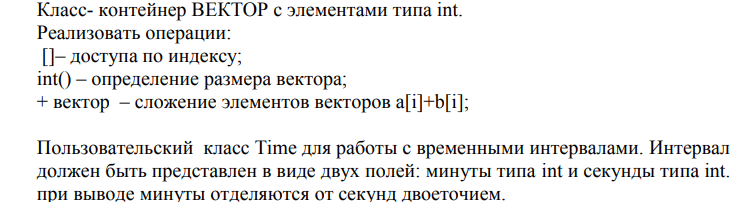 Класс- контейнер ВЕКТОР с элементами типа int.
Реализовать операции:
[]– доступа по индексу;
int() – определение размера вектора;
+ вектор – сложение элементов векторов a[i]+b[i];
Пользовательский класс Time для работы с временными интервалами. Интервал
должен быть представлен в виде двух полей: минуты типа int и секунды типа int.
при выводе минуты отделяются от секунд двоеточием.